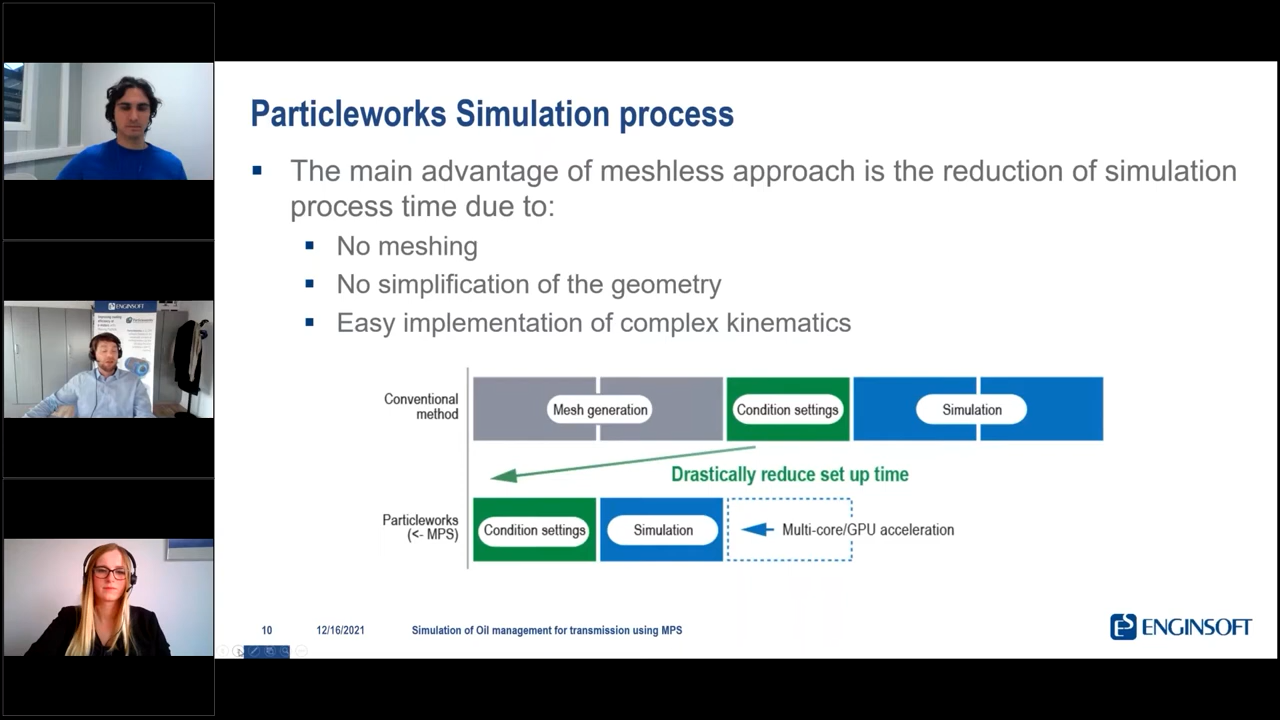 Particleworks Simulation process
The main advantage of meshless approach is the reduction of simulation
process time due to:
No meshing
No simplification of the geometry
Easy implementation of complex kinematics
Conventional
method
Mesh generation
Condition settings
Simulation
Drastically reduce set up time
Particleworks
(<- MPS)
Condition settings
Simulation
Multi-core/GPU acceleration
10
12/16/2021
Simulation of Oil management for transmission using MPS
ENGINSOFT
ENGINSOFT